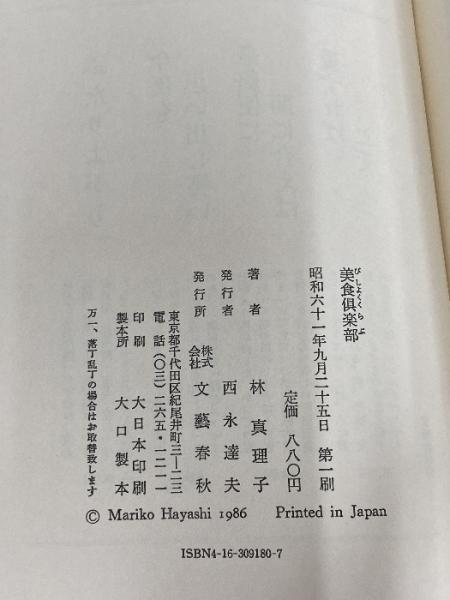 美食倶楽部
びしょくくらぶ
昭和六十一年九月二十五日 第一刷
定価 八八〇円
著者 林真理子
発行者 西永達夫
発行所 株式会社 文藝春秋
東京都千代田区紀尾井町三—二三
電話(〇三)二六五・一二一一
印刷 大日本印刷
製本所 大口製本
万一、落丁乱丁の場合はお取替致します
© Mariko Hayashi 1986 Printed in Japan
ISBN4-16-309180-7